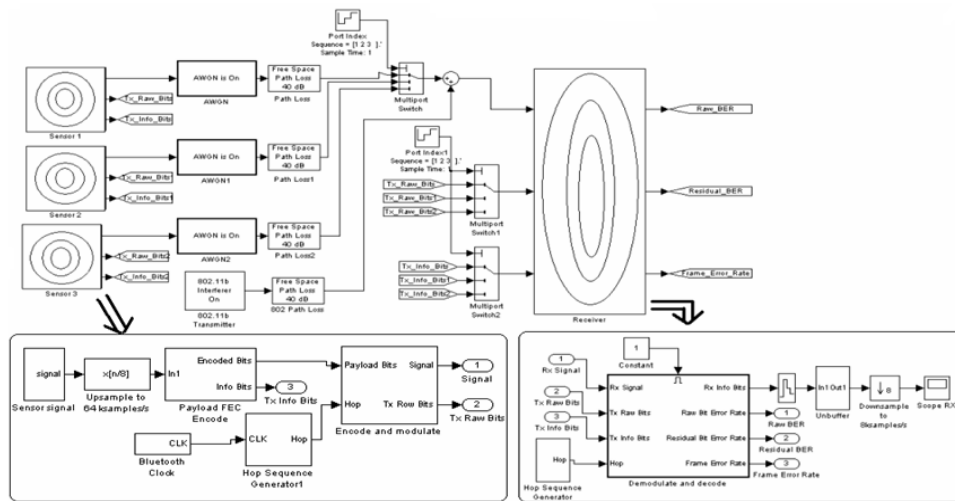 Port Index
Sequence = [1 2 3 ].'
Sample Time: 1
Sensor 1
Tx_Raw_Bits
Tx_Info_Bits
AWGN is On
AWGN
Free Space
Path Loss
40 dB
Path Loss
Multiport
Switch
Sensor 2
Tx_Raw_Bits1
Tx_Info_Bits1
AWGN is On
AWGN1
Free Space
Path Loss
40 dB
Path Loss1
Sensor 3
Tx_Raw_Bits2
Tx_Info_Bits2
AWGN is On
AWGN2
Free Space
Path Loss
40 dB
Path Loss2
802.11b
Interferer
On
802.11b
Transmitter
Free Space
Path Loss
40 dB
802 Path Loss
Port Index1
Sequence = [1 2 3 ].'
Sample Time:
Tx_Raw_Bits
Tx_Raw_Bits1
Tx_Raw_Bits2
Multiport
Switch1
Tx_Info_Bits
Tx_Info_Bits1
Tx_Info_Bits2
Multiport
Switch2
Receiver
Raw_BER
Residual_BER
Frame_Error_Rate
signal
Sensor signal
x[n/8]
Upsample to
64 ksamples/s
In1
Encoded Bits
Info Bits
Payload FEC
Encode
3
Tx Info Bits
CLK
Bluetooth
Clock
CLK
Hop
Hop Sequence
Generator1
Payload Bits
Hop
Signal
Tx Row Bits
Encode and modulate
1
Signal
2
Tx Raw Bits
1
Constant
1
Rx Signal
2
Tx Raw Bits
3
Tx Info Bits
Hop Sequence
Generator
Rx Signal
Tx Raw Bits
Tx Info Bits
Hop
Rx Info Bits
Raw Bit Error Rate
Residual Bit Error Rate
Frame Error Rate
Demodulate and decode
1
Raw BER
2
Residual BER
3
Frame Error Rate
In1 Out1
Unbuffer
8
Downsample to
8ksamples/s
Scope RX